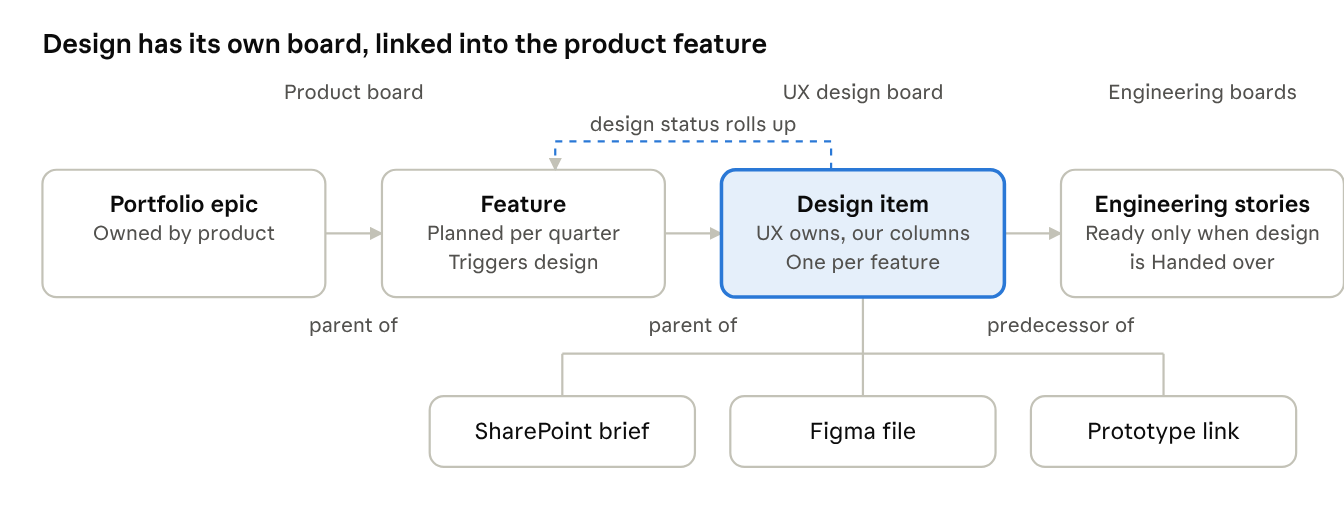 Design has its own board, linked into the product feature
Product board
UX design board
Engineering boards
design status rolls up
Portfolio epic
Owned by product
Feature
Planned per quarter
Triggers design
Design item
UX owns, our columns
One per feature
Engineering stories
Ready only when design
is Handed over
parent of
parent of
predecessor of
SharePoint brief
Figma file
Prototype link